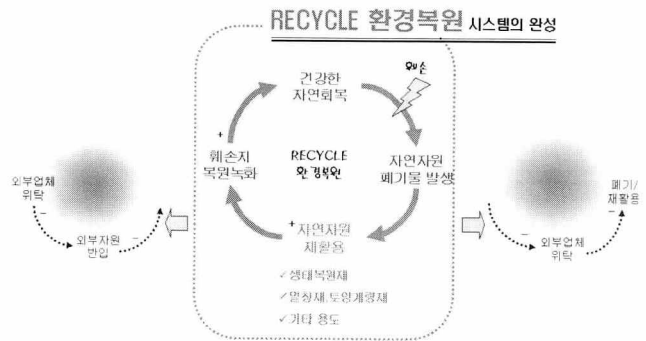 RECYCLE 환경복원 시스템의 완성
건강한
자연회복
훼손
+
훼손지
복원녹화
RECYCLE
환경복원
자연자원
폐기물 발생
+자연자원
재활용
✓생태복원재
✓멀칭재,토양계량재
✓기타 용도
외부업체
위탁
–
외부자원
반입
–
폐기/
재활용
–
외부업체
위탁
–